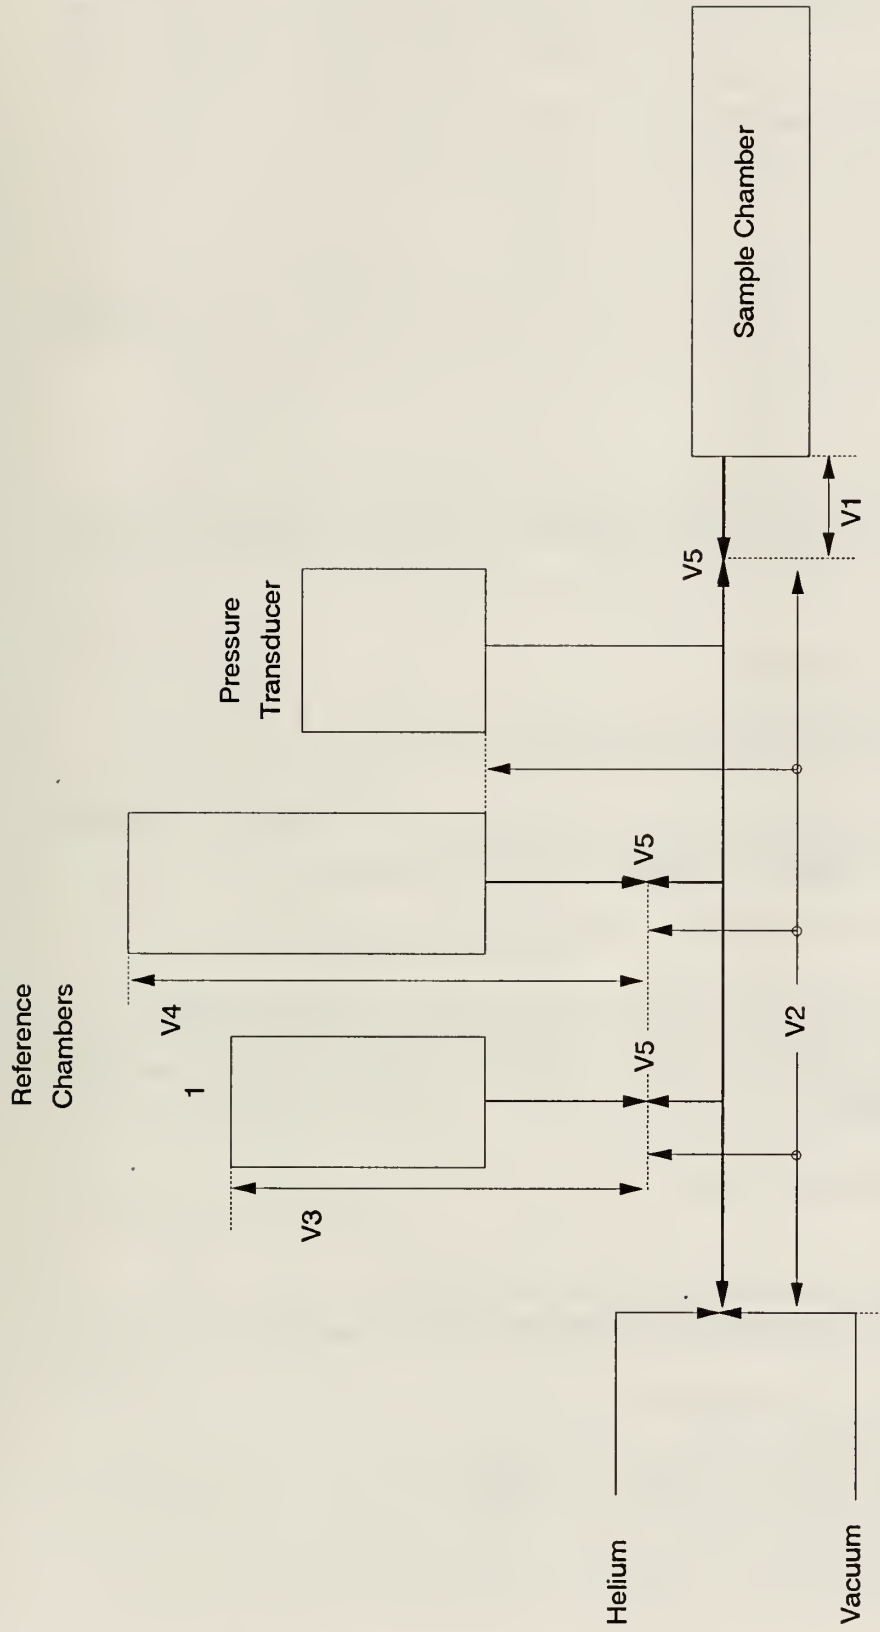 Reference
Chambers
1
V3
V4
Pressure
Transducer
V5
V5
V5
V2
V1
Sample Chamber
Helium
Vacuum